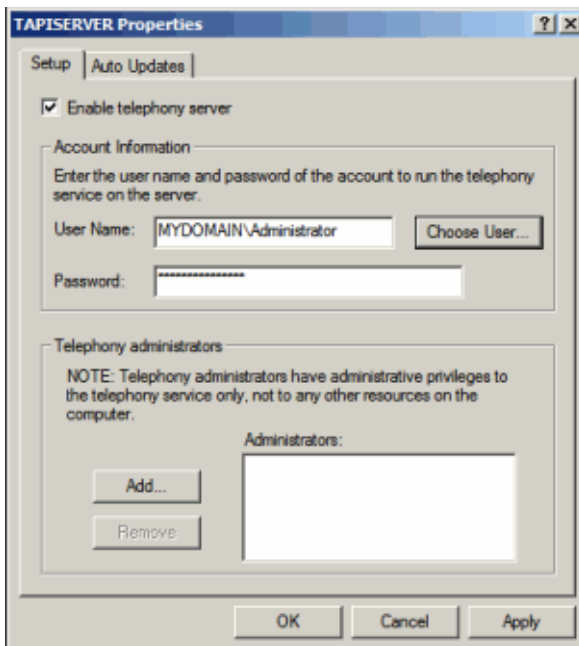 TAPISERVER Properties
Setup
Auto Updates
Enable telephony server
Account Information
Enter the user name and password of the account to run the telephony
service on the server.
User Name:
MYDOMAIN\Administrator
Choose User...
Password:
***************
Telephony administrators
NOTE: Telephony administrators have administrative privileges to
the telephony service only, not to any other resources on the
computer.
Administrators:
Add...
Remove
OK
Cancel
Apply